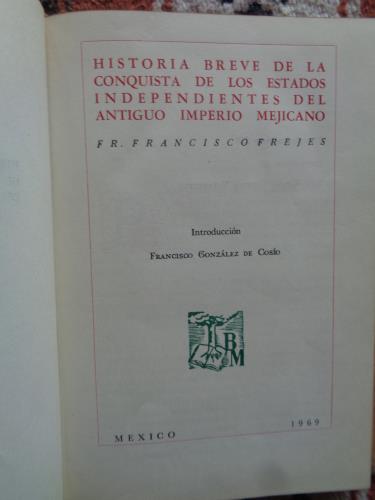 HISTORIA BREVE DE LA
CONQUISTA DE LOS ESTADOS
INDEPENDIENTES DEL
ANTIGUO IMPERIO MEJICANO
FR. FRANCISCO FREJES
Introducción
FRANCISCO GONZÁLEZ DE COSÍO
B
M
MEXICO
1969